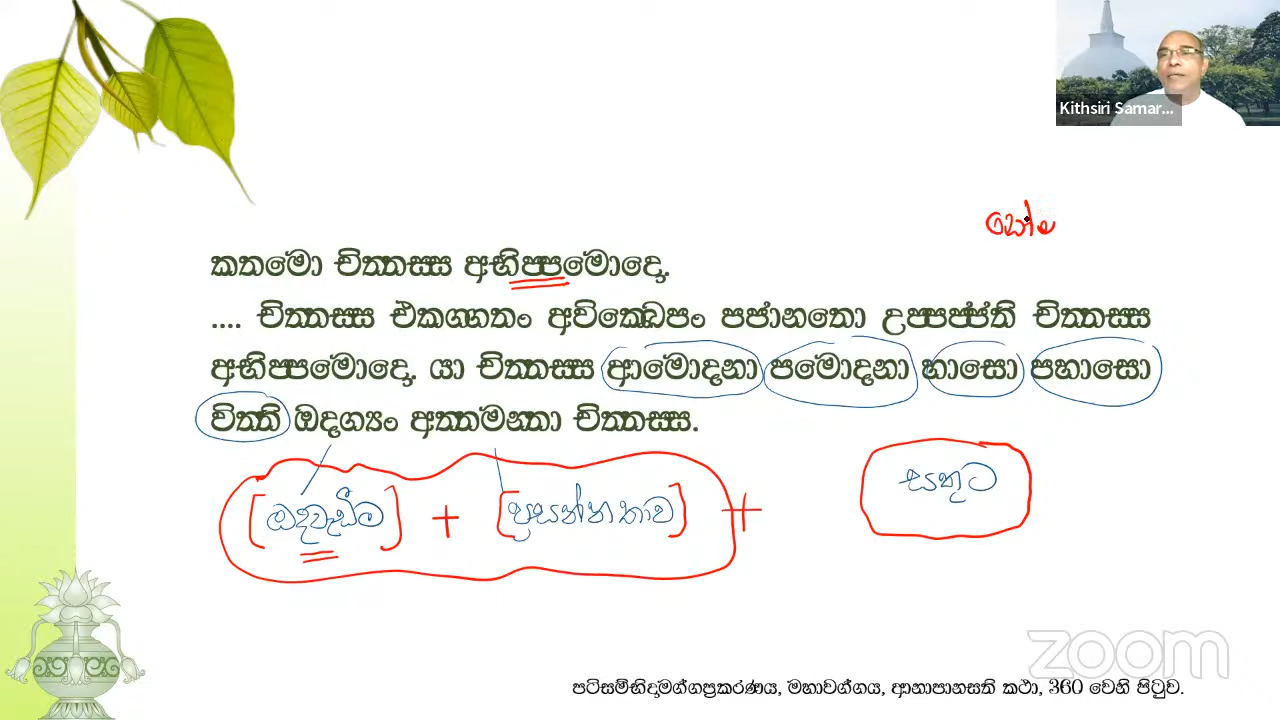 Kithsiri Samar...
කතමො චිත්තස්ස අභිප්පමොදො.
.... චිත්තස්ස එකග්ගතං අවික්ඛෙපං පජානතො උප්පජ්ජති චිත්තස්ස
අභිප්පමොදො. යා චිත්තස්ස ආමොදනා පමොදනා හාසො පහාසො
විත්ති ඔදග්‍යං අත්තමනතා චිත්තස්ස.
[ඔදවැඩීම] + [ප්‍රසන්නතාව] + සතුට
zoom
පටිසම්භිදාමග්ගප්‍රකරණය, මහාවග්ගය, ආනාපානසති කථා, 360 වෙනි පිටුව.